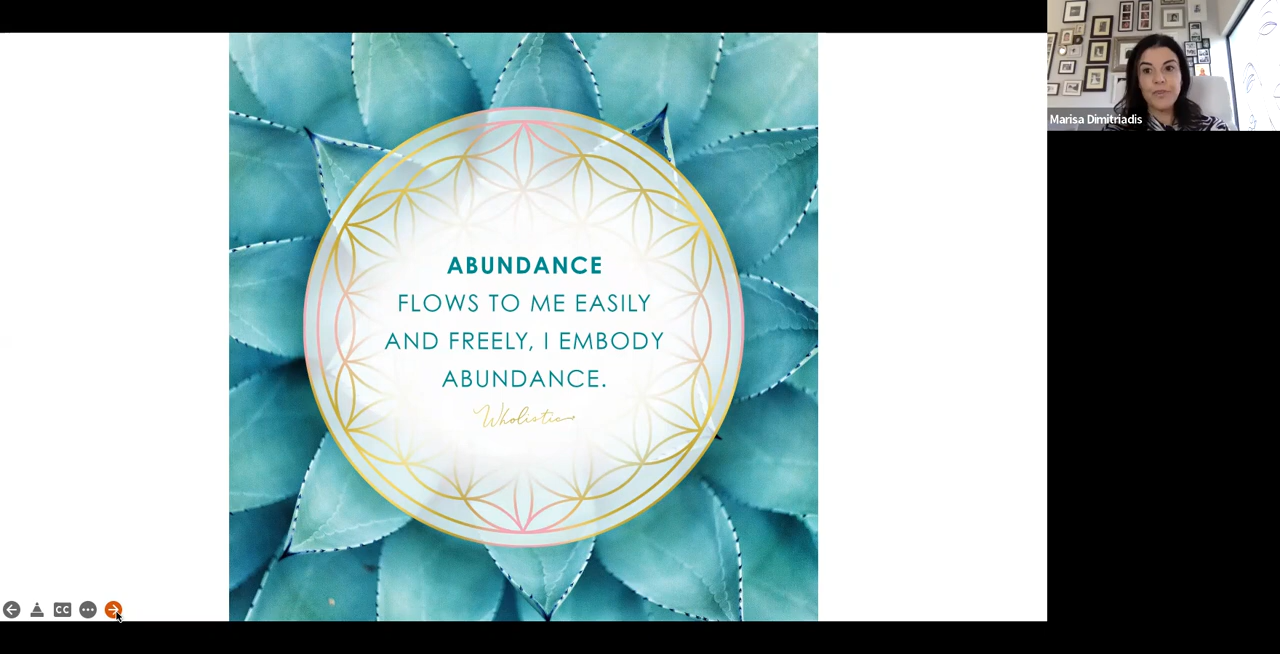 Marisa Dimitriadis
ABUNDANCE
FLOWS TO ME EASILY
AND FREELY, I EMBODY
ABUNDANCE.
Wholistic
CC